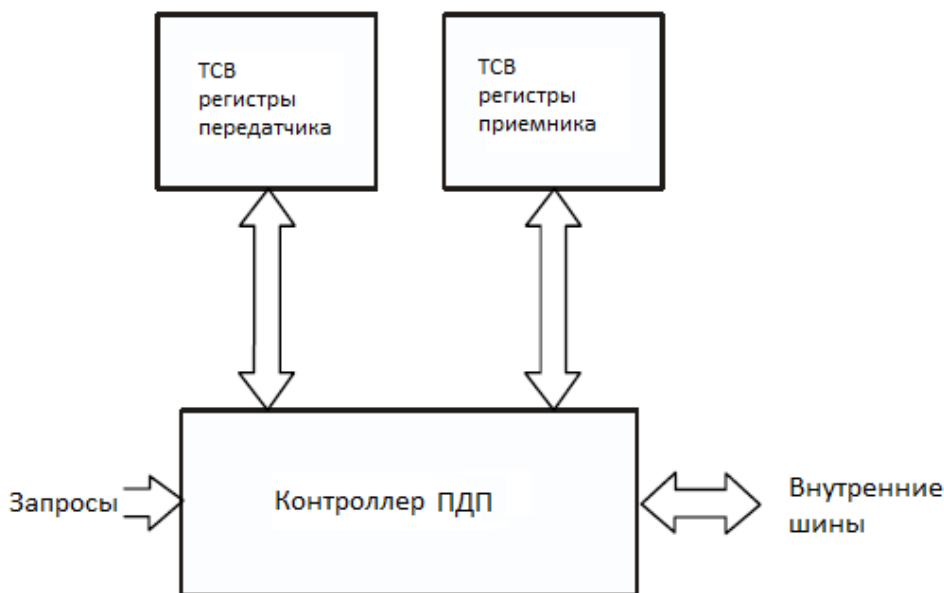 ТСВ
регистры
передатчика
ТСВ
регистры
приемника
Запросы
Контроллер ПДП
Внутренние
шины